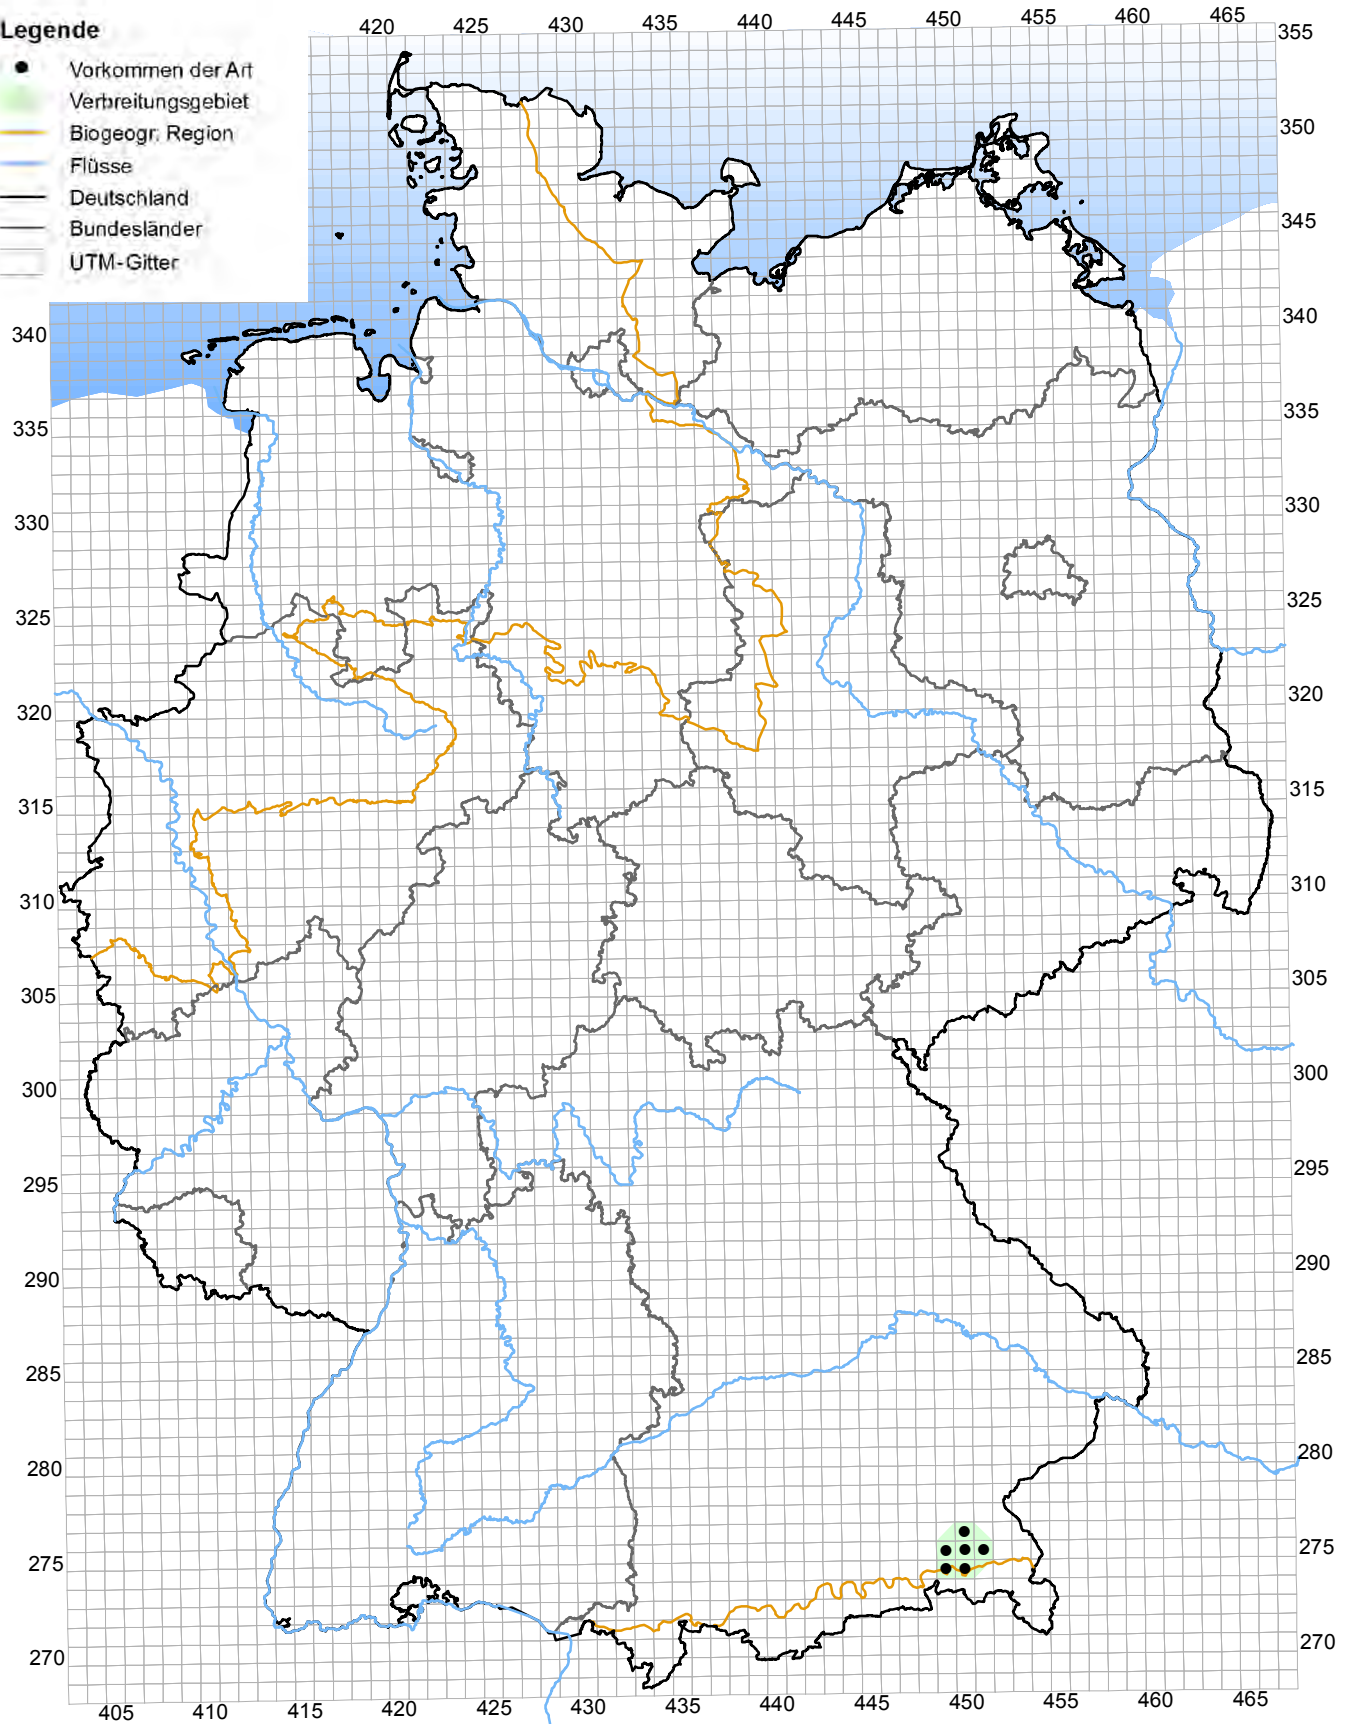 Legende
Vorkommen der Art
Verbreitungsgebiet
Biogeogr. Region
Flüsse
Deutschland
Bundesländer
UTM-Gitter
420 425 430 435 440 445 450 455 460 465
355
350
345
340 340
335 335
330 330
325 325
320 320
315 315
310 310
305 305
300 300
295 295
290 290
285 285
280 280
275 275
270 270
405 410 415 420 425 430 435 440 445 450 455 460 465